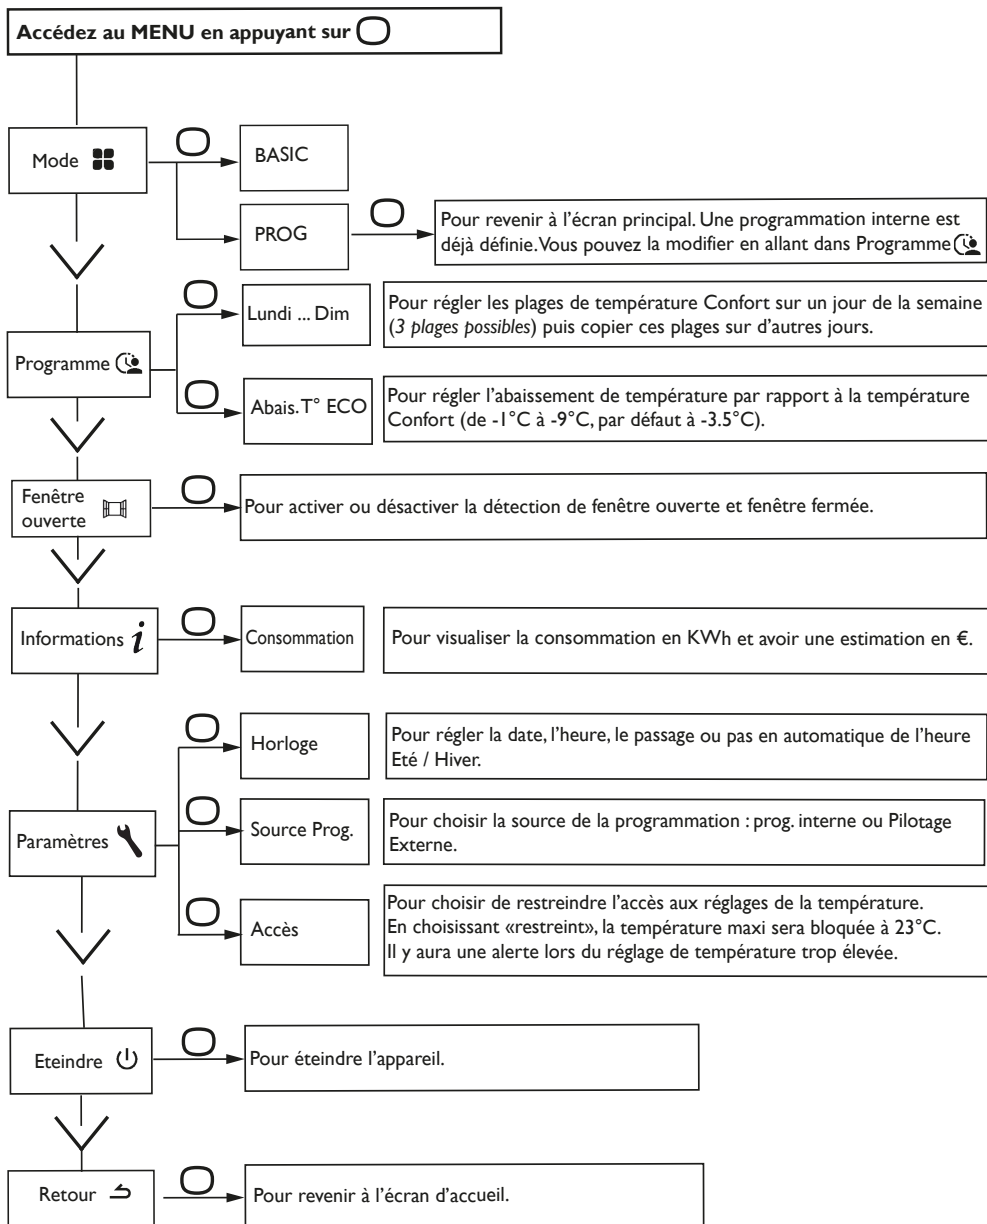 Accédez au MENU en appuyant sur
Mode
BASIC
PROG
Pour revenir à l'écran principal. Une programmation interne est
déjà définie. Vous pouvez la modifier en allant dans Programme
Programme
Lundi ... Dim
Pour régler les plages de température Confort sur un jour de la semaine
(3 plages possibles) puis copier ces plages sur d'autres jours.
Abais. T° ECO
Pour régler l'abaissement de température par rapport à la température
Confort (de -1°C à -9°C, par défaut à -3.5°C).
Fenêtre
ouverte
Pour activer ou désactiver la détection de fenêtre ouverte et fenêtre fermée.
Informations i
Consommation
Pour visualiser la consommation en KWh et avoir une estimation en €.
Paramètres
Horloge
Pour régler la date, l'heure, le passage ou pas en automatique de l'heure
Eté / Hiver.
Source Prog.
Pour choisir la source de la programmation : prog. interne ou Pilotage
Externe.
Accès
Pour choisir de restreindre l'accès aux réglages de la température.
En choisissant «restreint», la température maxi sera bloquée à 23°C.
Il y aura une alerte lors du réglage de température trop élevée.
Eteindre
Pour éteindre l'appareil.
Retour
Pour revenir à l'écran d'accueil.